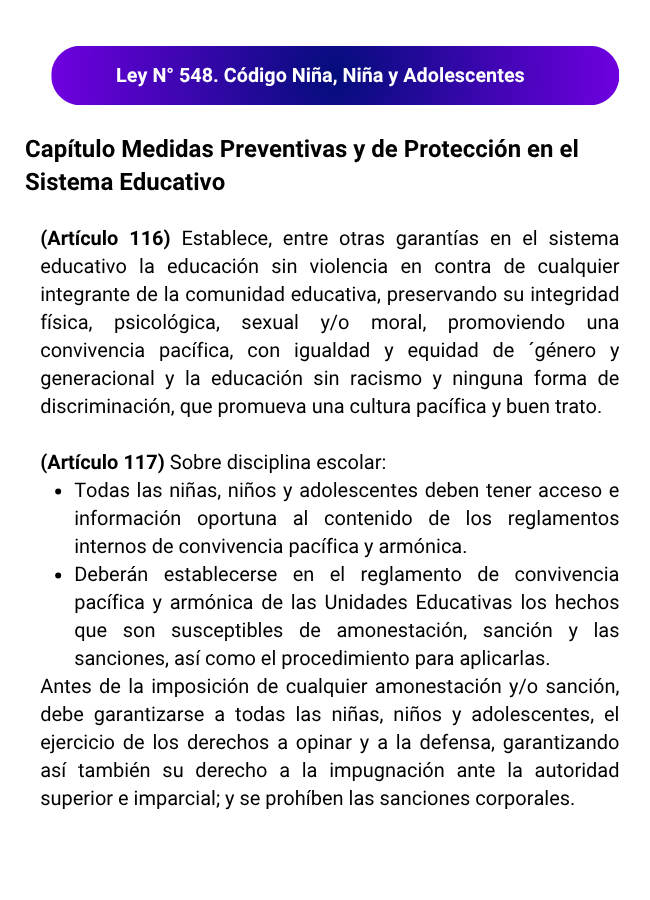 Ley N° 548. Código Niña, Niña y Adolescentes
Capítulo Medidas Preventivas y de Protección en el
Sistema Educativo
(Artículo 116) Establece, entre otras garantías en el sistema
educativo la educación sin violencia en contra de cualquier
integrante de la comunidad educativa, preservando su integridad
física, psicológica, sexual y/o moral, promoviendo una
convivencia pacífica, con igualdad y equidad de ´género y
generacional y la educación sin racismo y ninguna forma de
discriminación, que promueva una cultura pacífica y buen trato.
(Artículo 117) Sobre disciplina escolar:
• Todas las niñas, niños y adolescentes deben tener acceso e
información oportuna al contenido de los reglamentos
internos de convivencia pacífica y armónica.
• Deberán establecerse en el reglamento de convivencia
pacífica y armónica de las Unidades Educativas los hechos
que son susceptibles de amonestación, sanción y las
sanciones, así como el procedimiento para aplicarlas.
Antes de la imposición de cualquier amonestación y/o sanción,
debe garantizarse a todas las niñas, niños y adolescentes, el
ejercicio de los derechos a opinar y a la defensa, garantizando
así también su derecho a la impugnación ante la autoridad
superior e imparcial; y se prohíben las sanciones corporales.